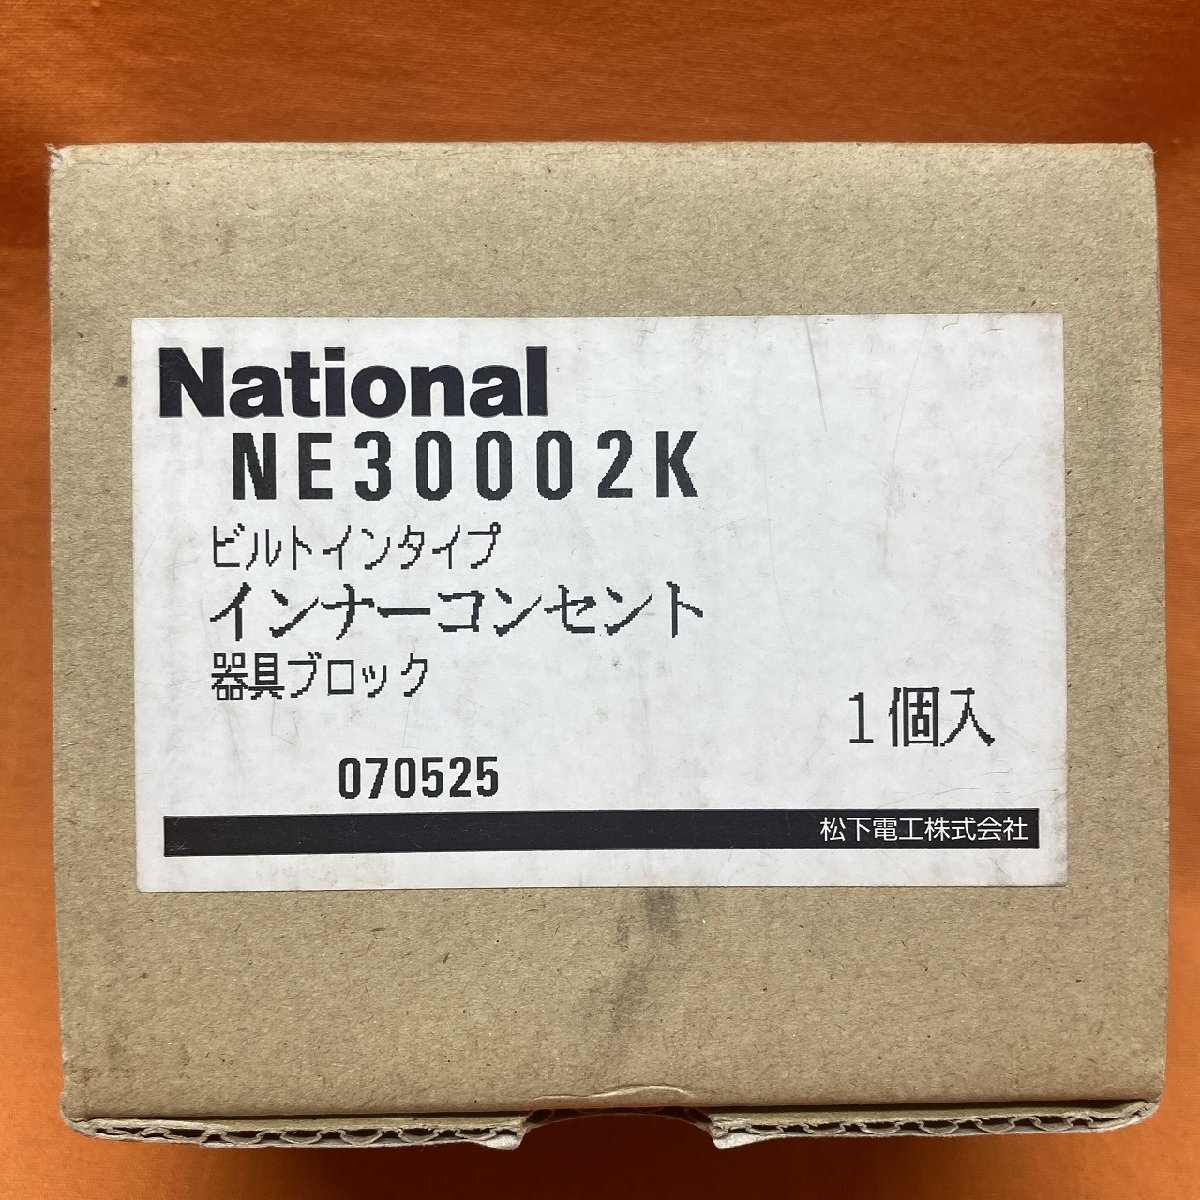 National
NE30002K
ビルトインタイプ
インナーコンセント
器具ブロック
1個入
070525
松下電工株式会社